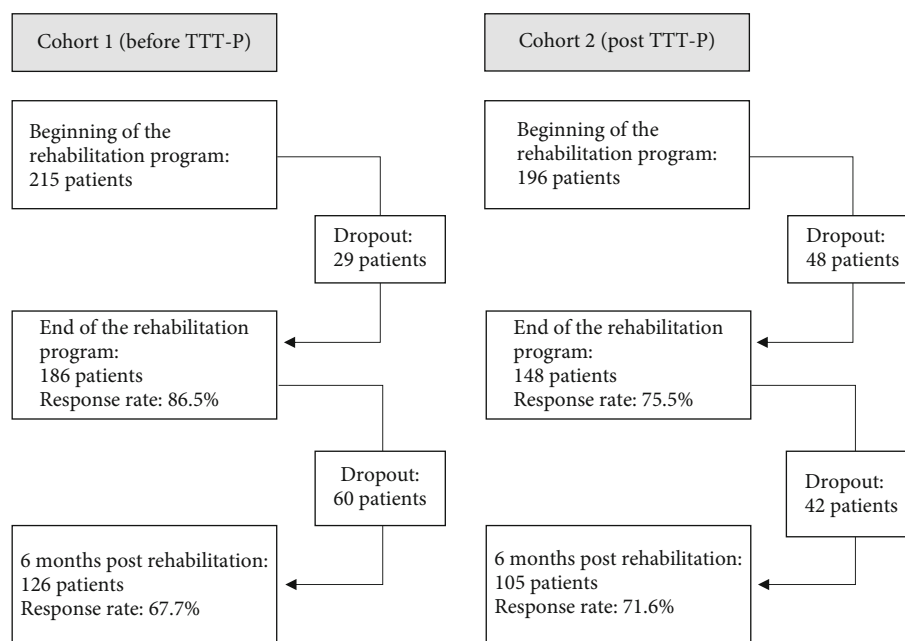 Cohort 1 (before TTT-P)
Beginning of the
rehabilitation program:
215 patients
Dropout:
29 patients
End of the rehabilitation
program:
186 patients
Response rate: 86.5%
Dropout:
60 patients
6 months post rehabilitation:
126 patients
Response rate: 67.7%
Cohort 2 (post TTT-P)
Beginning of the
rehabilitation program:
196 patients
Dropout:
48 patients
End of the rehabilitation
program:
148 patients
Response rate: 75.5%
Dropout:
42 patients
6 months post rehabilitation:
105 patients
Response rate: 71.6%